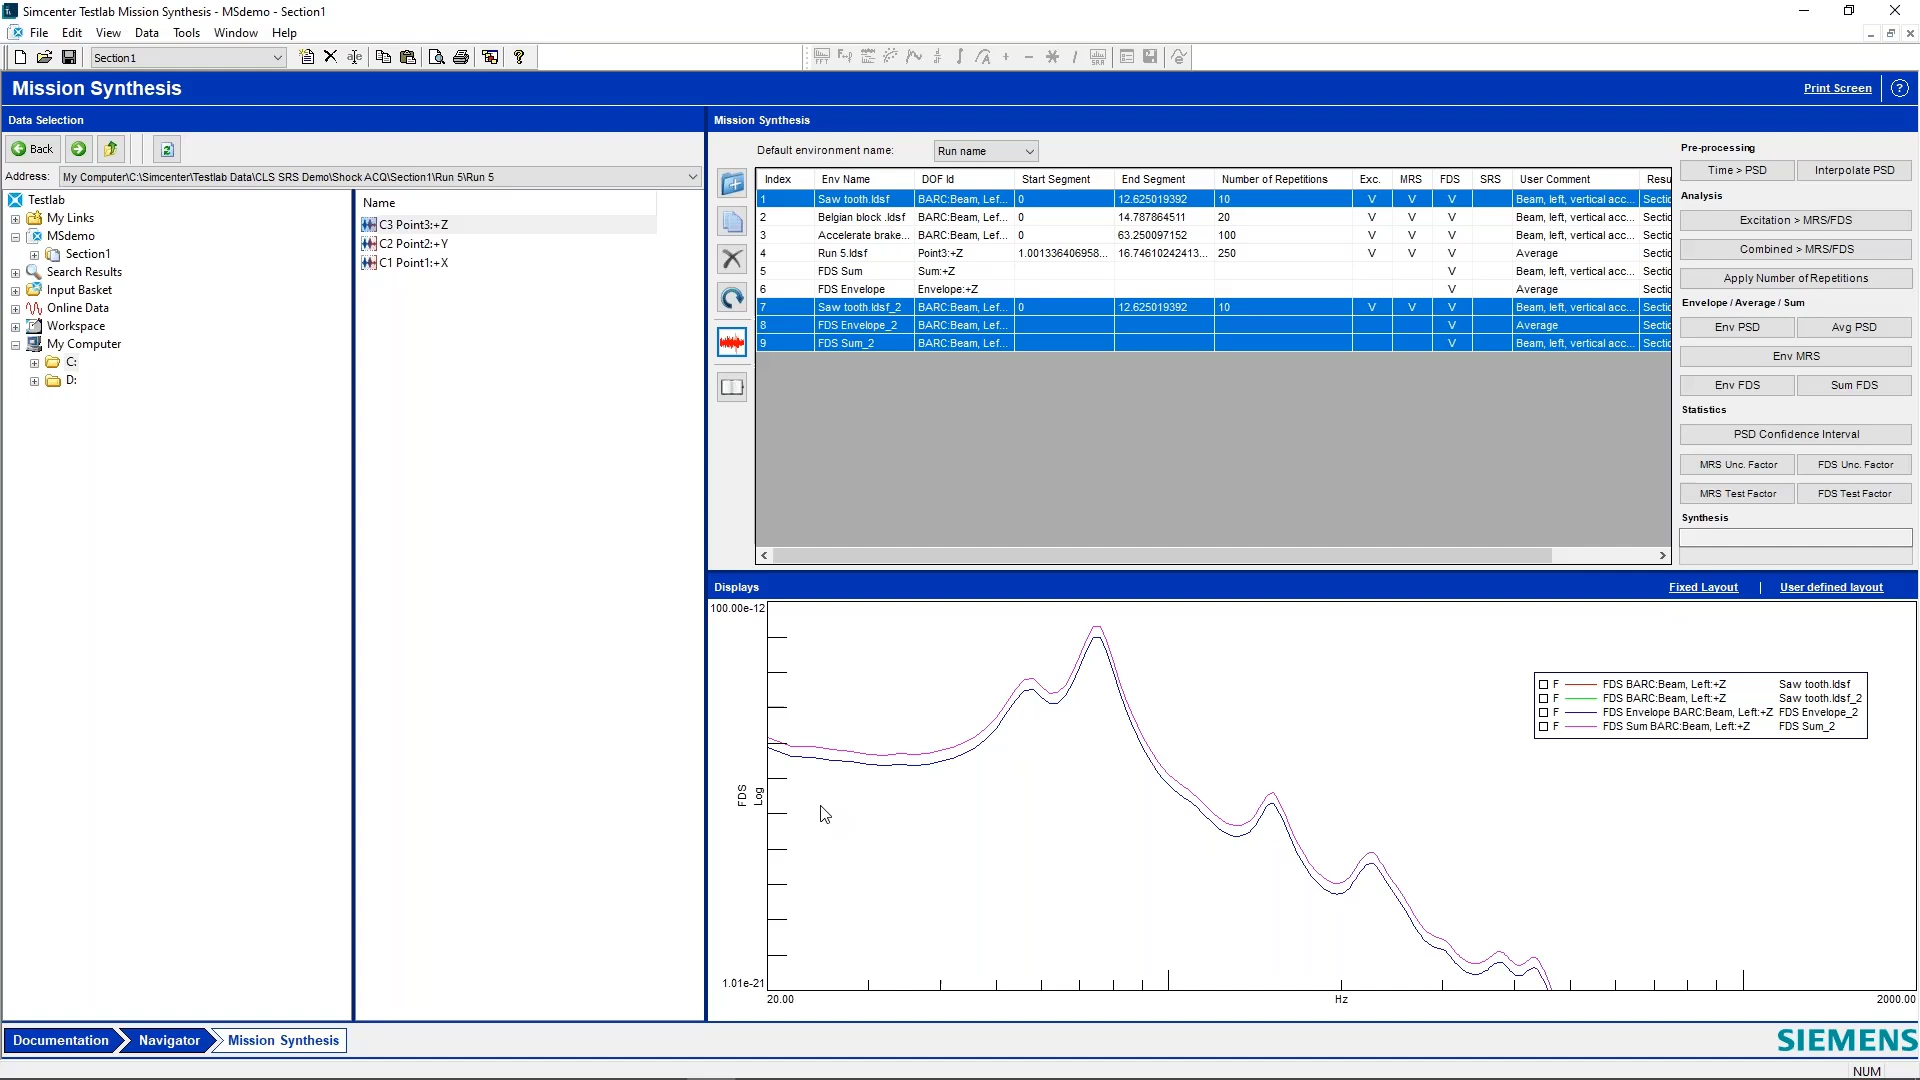 Simcenter Testlab Mission Synthesis - MSdemo - Section1
File Edit View Data Tools Window Help
Section1
Mission Synthesis
Print Screen
Data Selection
Back
Address: My Computer\C:\Simcenter\Testlab Data\CLS SRS Demo\Shock ACQ\Section1\Run 5\Run 5
Testlab
My Links
MSdemo
Section1
Search Results
Input Basket
Online Data
Workspace
My Computer
C:
D:
Name
C3 Point3:+Z
C2 Point2:+Y
C1 Point1:+X
Mission Synthesis
Default environment name: Run name
Index Env Name DOF Id Start Segment End Segment Number of Repetitions Exc. MRS FDS SRS User Comment Resu
1 Saw tooth.ldsf BARC:Beam, Lef... 0 12.625019392 10 V V V Beam, left, vertical acc... Sectio
2 Belgian block .ldsf BARC:Beam, Lef... 0 14.787864511 20 V V V Beam, left, vertical acc... Sectio
3 Accelerate brake... BARC:Beam, Lef... 0 63.250097152 100 V V V Beam, left, vertical acc... Sectio
4 Run 5.ldsf Point3:+Z 1.001336406958... 16.74610242413... 250 V V V Average Sectio
5 FDS Sum Sum:+Z V Beam, left, vertical acc... Sectio
6 FDS Envelope Envelope:+Z V Average Sectio
7 Saw tooth.ldsf_2 BARC:Beam, Lef... 0 12.625019392 10 V V V Beam, left, vertical acc... Sectio
8 FDS Envelope_2 BARC:Beam, Lef... V Average Sectio
9 FDS Sum_2 BARC:Beam, Lef... V Beam, left, vertical acc... Sectio
Pre-processing
Time > PSD Interpolate PSD
Analysis
Excitation > MRS/FDS
Combined > MRS/FDS
Apply Number of Repetitions
Envelope / Average / Sum
Env PSD Avg PSD
Env MRS
Env FDS Sum FDS
Statistics
PSD Confidence Interval
MRS Unc. Factor FDS Unc. Factor
MRS Test Factor FDS Test Factor
Synthesis
Displays
Fixed Layout | User defined layout
100.00e-12
FDS
Log
1.01e-21
20.00 Hz 2000.00
F FDS BARC:Beam, Left:+Z Saw tooth.ldsf
F FDS BARC:Beam, Left:+Z Saw tooth.ldsf_2
F FDS Envelope BARC:Beam, Left:+Z FDS Envelope_2
F FDS Sum BARC:Beam, Left:+Z FDS Sum_2
Documentation Navigator Mission Synthesis
SIEMENS
NUM